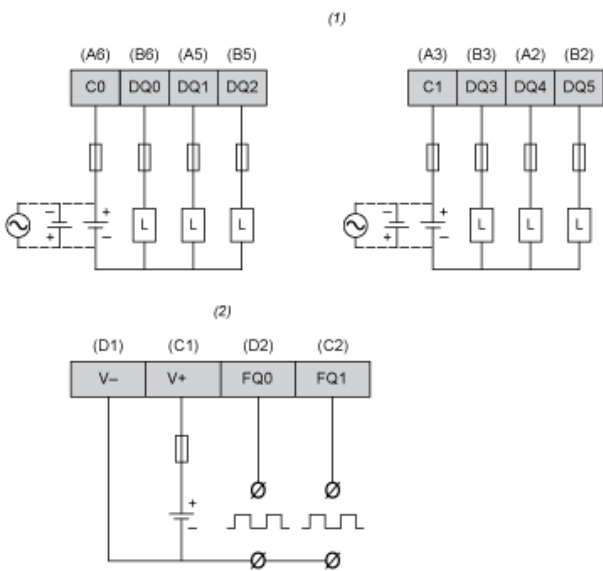 (1)
(A6) (B6) (A5) (B5)
C0 DQ0 DQ1 DQ2
L L L
(A3) (B3) (A2) (B2)
C1 DQ3 DQ4 DQ5
L L L
(2)
(D1) (C1) (D2) (C2)
V– V+ FQ0 FQ1